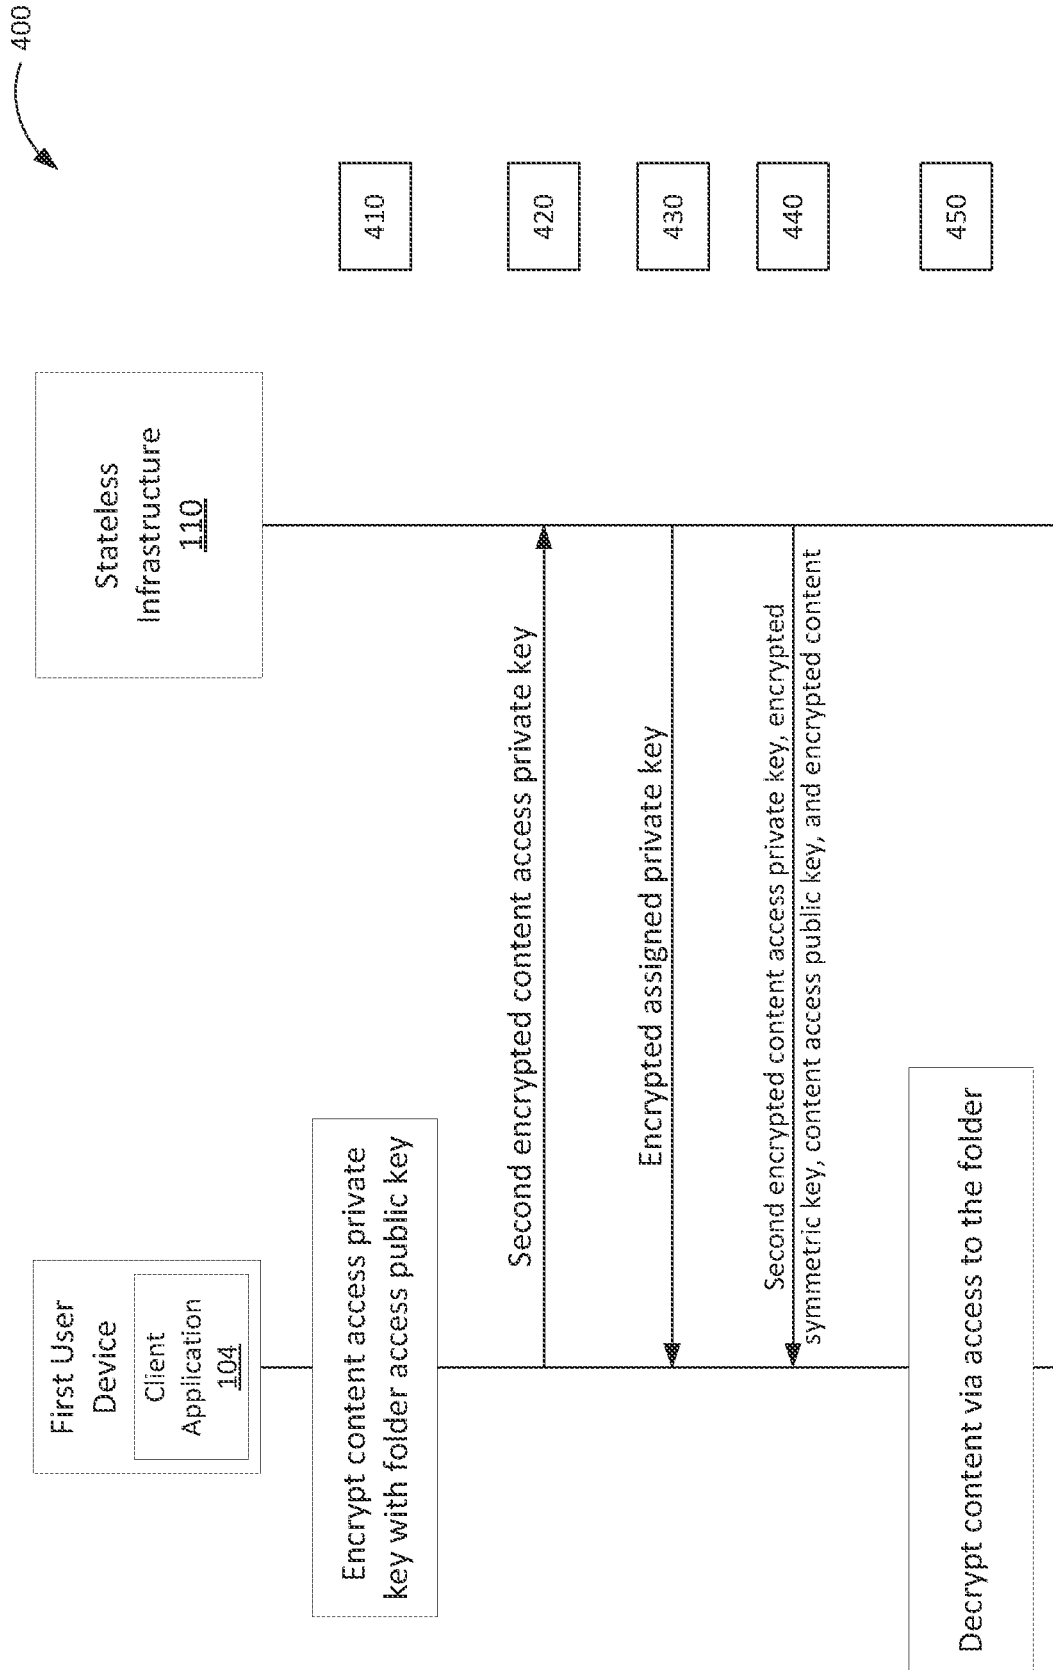 400
First User
Device
Client
Application
104
Stateless
Infrastructure
110
Encrypt content access private
key with folder access public key
410
Second encrypted content access private key
420
Encrypted assigned private key
430
Second encrypted content access private key, encrypted
symmetric key, content access public key, and encrypted content
440
Decrypt content via access to the folder
450